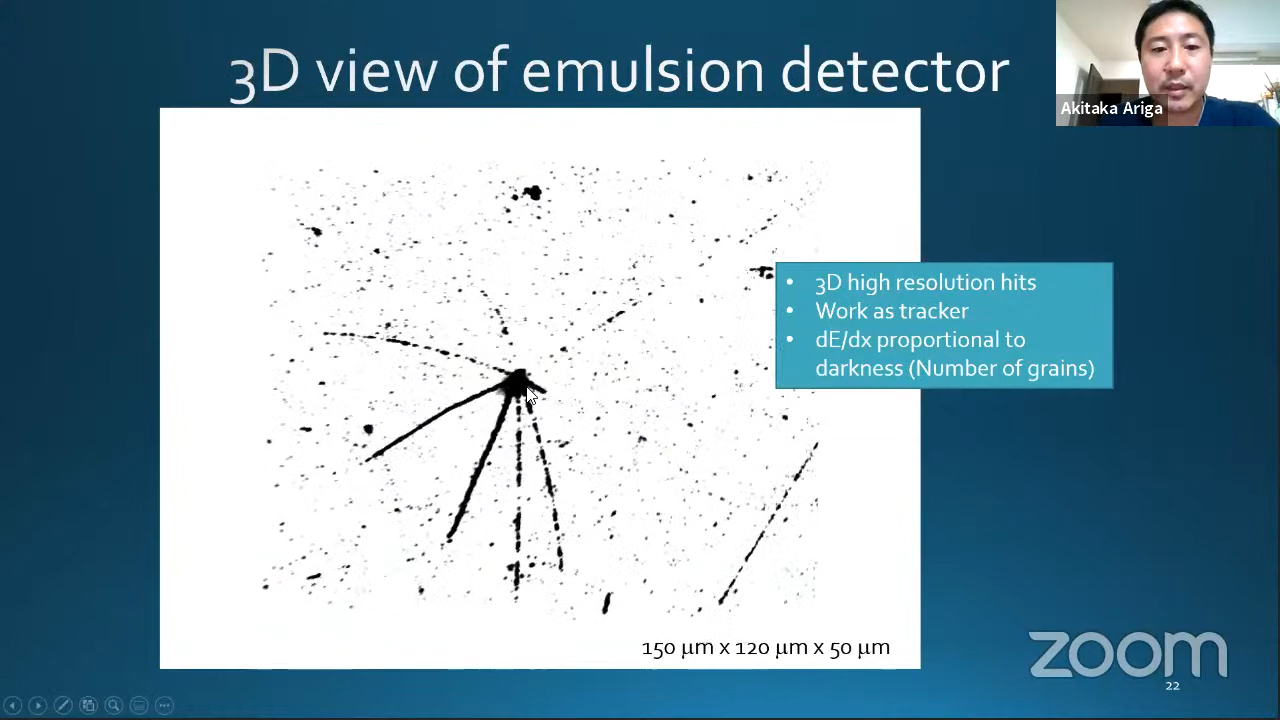 3D view of emulsion detector
Akitaka Ariga
• 3D high resolution hits
• Work as tracker
• dE/dx proportional to
darkness (Number of grains)
150 μm x 120 μm x 50 μm
zoom
22